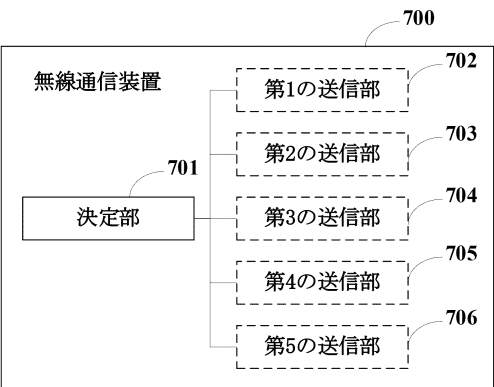 700
無線通信装置
702
第1の送信部
703
第2の送信部
701
決定部
704
第3の送信部
705
第4の送信部
706
第5の送信部